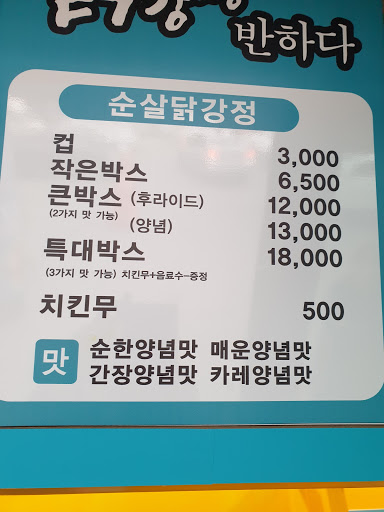 반하다
순살닭강정
컵 3,000
작은박스 6,500
큰박스 (후라이드) 12,000
(2가지 맛 가능) (양념) 13,000
특대박스 18,000
(3가지 맛 가능) 치킨무+음료수-증정
치킨무 500
맛 순한양념맛 매운양념맛
간장양념맛 카레양념맛